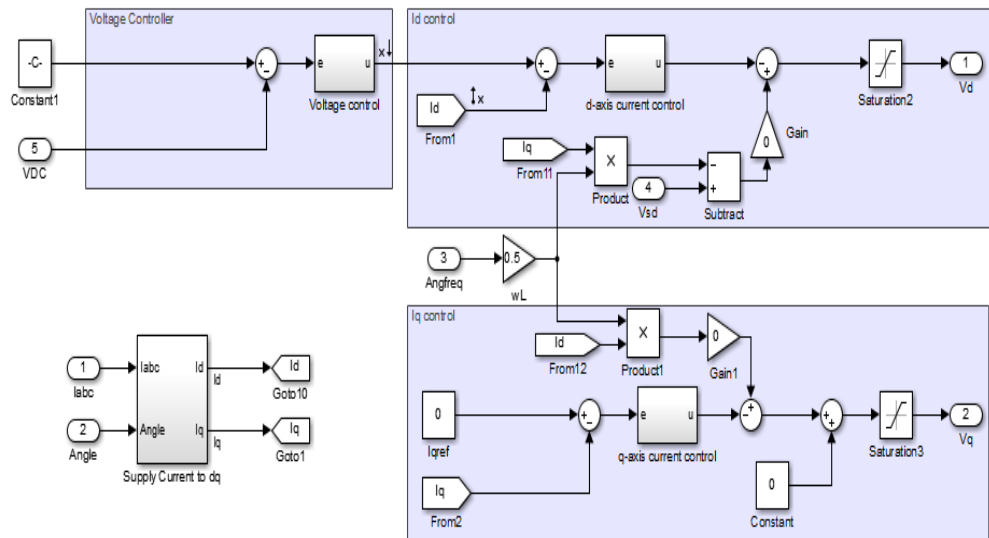 Voltage Controller
-C-
Constant1
5
VDC
+
−
e
u
Voltage control
x
Id control
+
−
Id
From1
x
e
u
d-axis current control
−
+
Saturation2
1
Vd
0
Gain
Iq
From11
×
Product
4
Vsd
−
+
Subtract
3
Angfreq
0.5
wL
Iq control
Id
From12
×
Product1
0
Gain1
0
Iqref
+
−
Iq
From2
e
u
q-axis current control
−
+
+
+
0
Constant
Saturation3
2
Vq
1
Iabc
2
Angle
Iabc
Id
Angle
Iq
Supply Current to dq
Id
Iq
Id
Goto10
Iq
Goto1